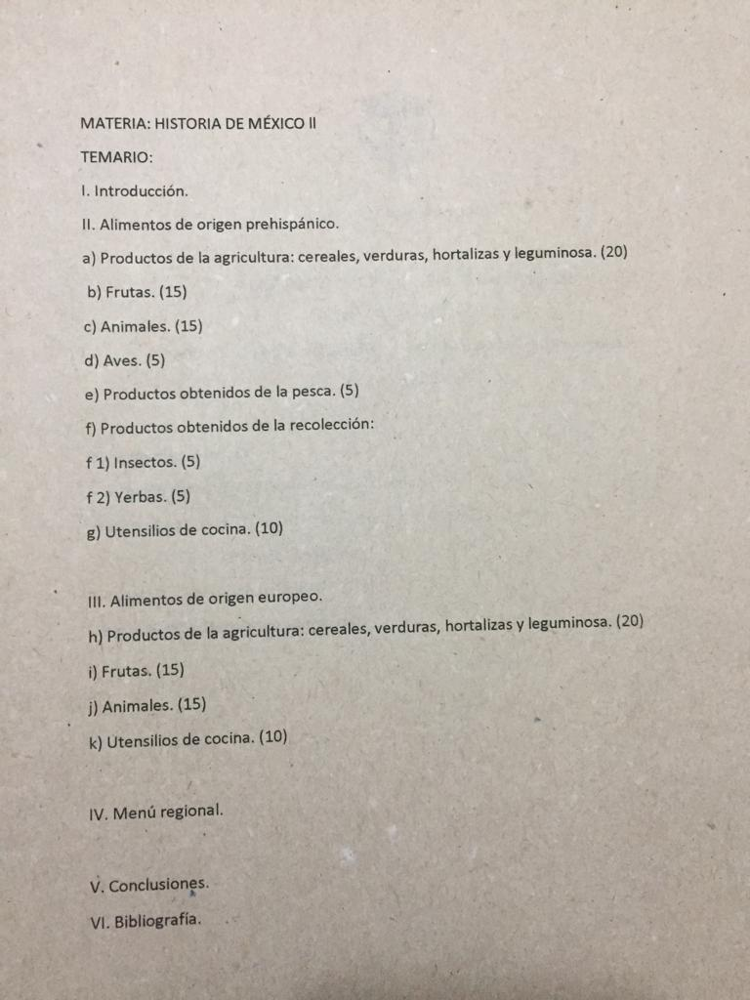 MATERIA: HISTORIA DE MÉXICO II
TEMARIO:
I. Introducción.
II. Alimentos de origen prehispánico.
a) Productos de la agricultura: cereales, verduras, hortalizas y leguminosa. (20)
b) Frutas. (15)
c) Animales. (15)
d) Aves. (5)
e) Productos obtenidos de la pesca. (5)
f) Productos obtenidos de la recolección:
f 1) Insectos. (5)
f 2) Yerbas. (5)
g) Utensilios de cocina. (10)
III. Alimentos de origen europeo.
h) Productos de la agricultura: cereales, verduras, hortalizas y leguminosa. (20)
i) Frutas. (15)
j) Animales. (15)
k) Utensilios de cocina. (10)
IV. Menú regional.
V. Conclusiones.
VI. Bibliografía.